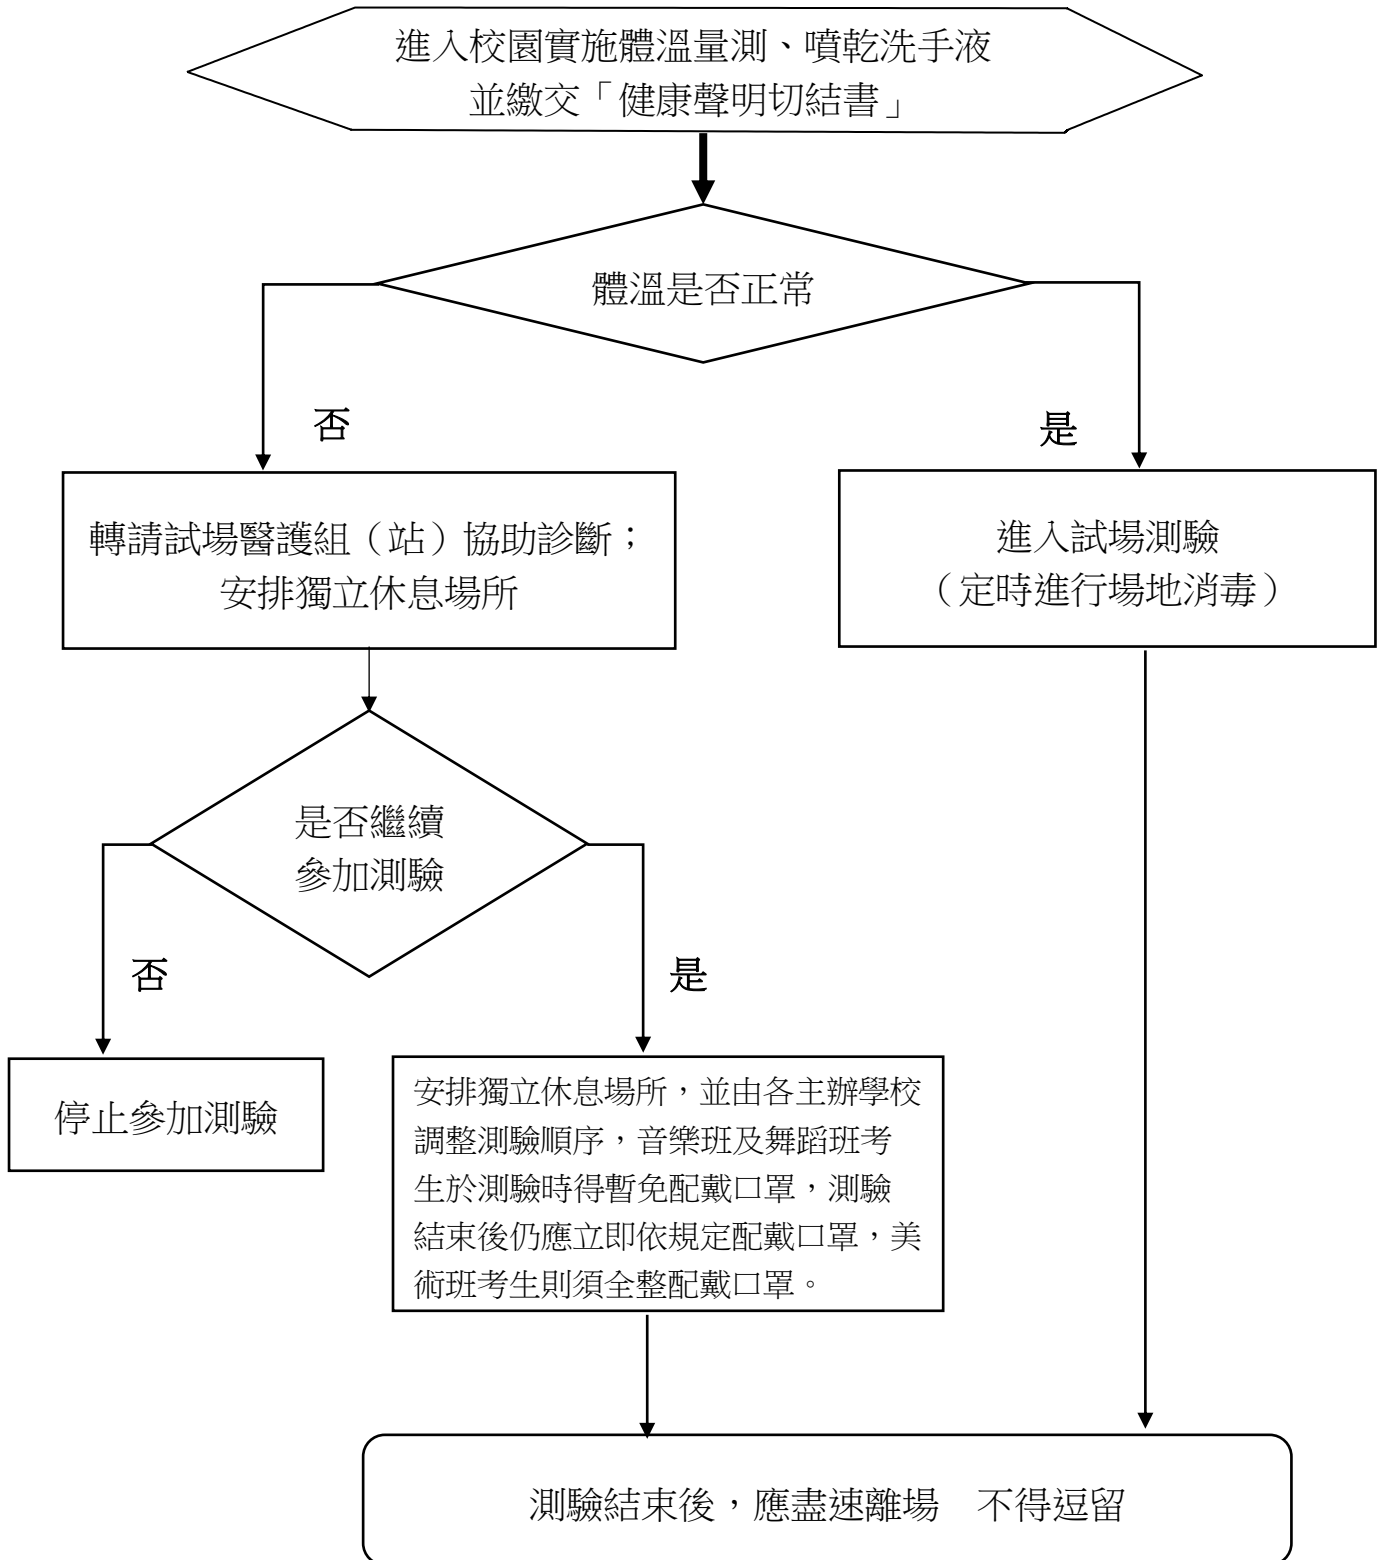 進入校園實施體溫量測、噴乾洗手液
並繳交「健康聲明切結書」
體溫是否正常
否
是
轉請試場醫護組（站）協助診斷；
安排獨立休息場所
進入試場測驗
（定時進行場地消毒）
是否繼續
參加測驗
否
是
停止參加測驗
安排獨立休息場所，並由各主辦學校
調整測驗順序，音樂班及舞蹈班考
生於測驗時得暫免配戴口罩，測驗
結束後仍應立即依規定配戴口罩，美
術班考生則須全整配戴口罩。
測驗結束後，應盡速離場　不得逗留